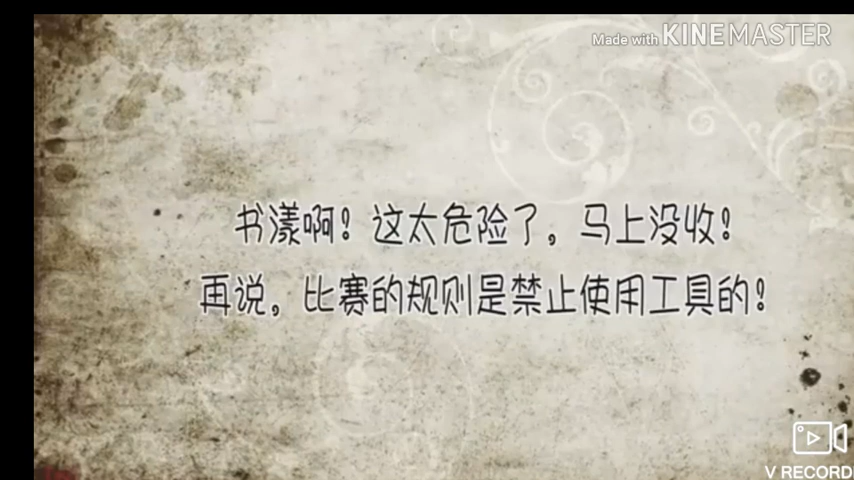 Made with KINEMASTER
书漾啊！这太危险了，马上没收！
再说，比赛的规则是禁止使用工具的！
V RECORD